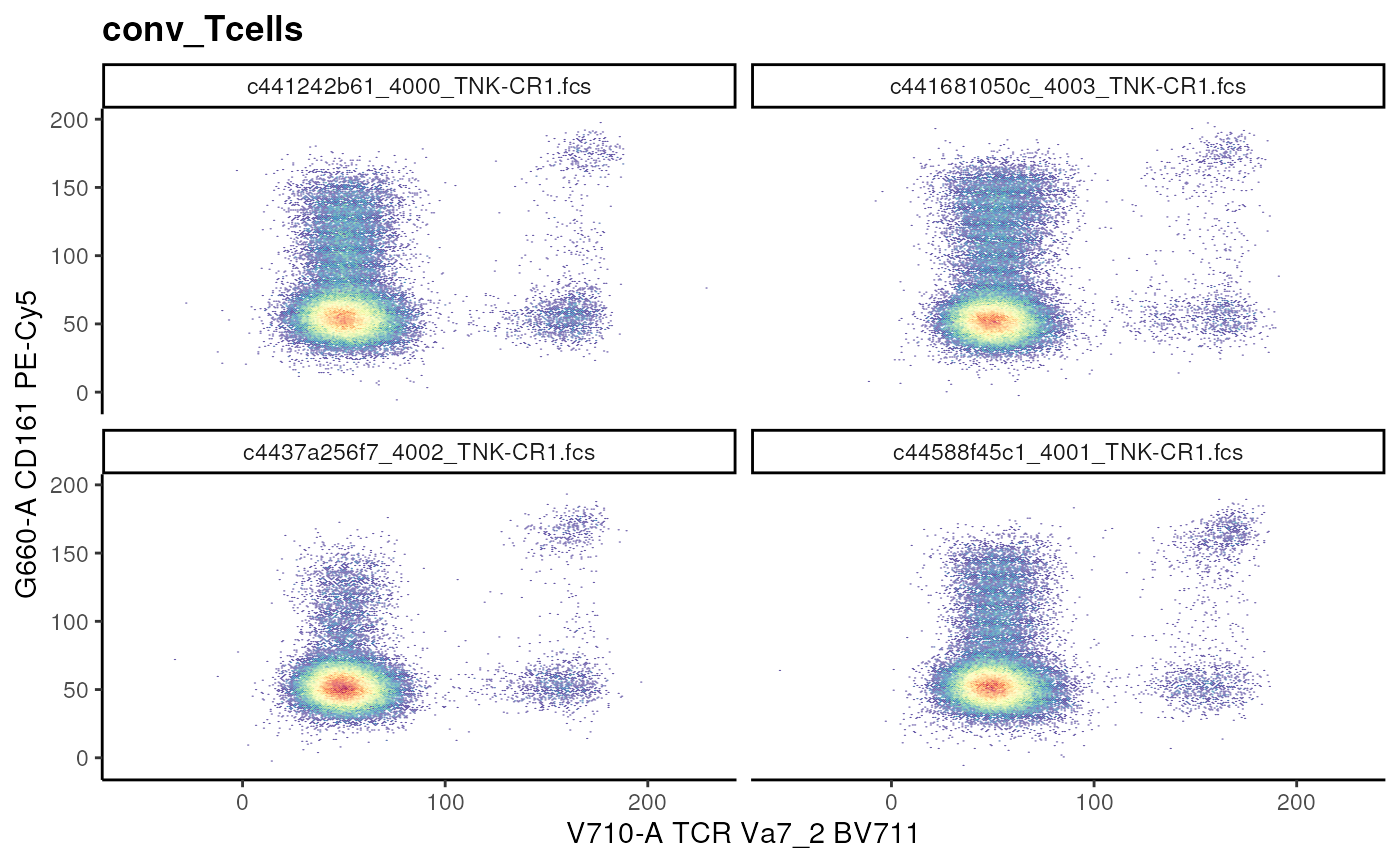 conv_Tcells
c441242b61_4000_TNK-CR1.fcs
c441681050c_4003_TNK-CR1.fcs
200
150
100
50
0
c4437a256f7_4002_TNK-CR1.fcs
c44588f45c1_4001_TNK-CR1.fcs
200
150
100
50
0
G660-A CD161 PE-Cy5
0 100 200
0 100 200
V710-A TCR Va7_2 BV711